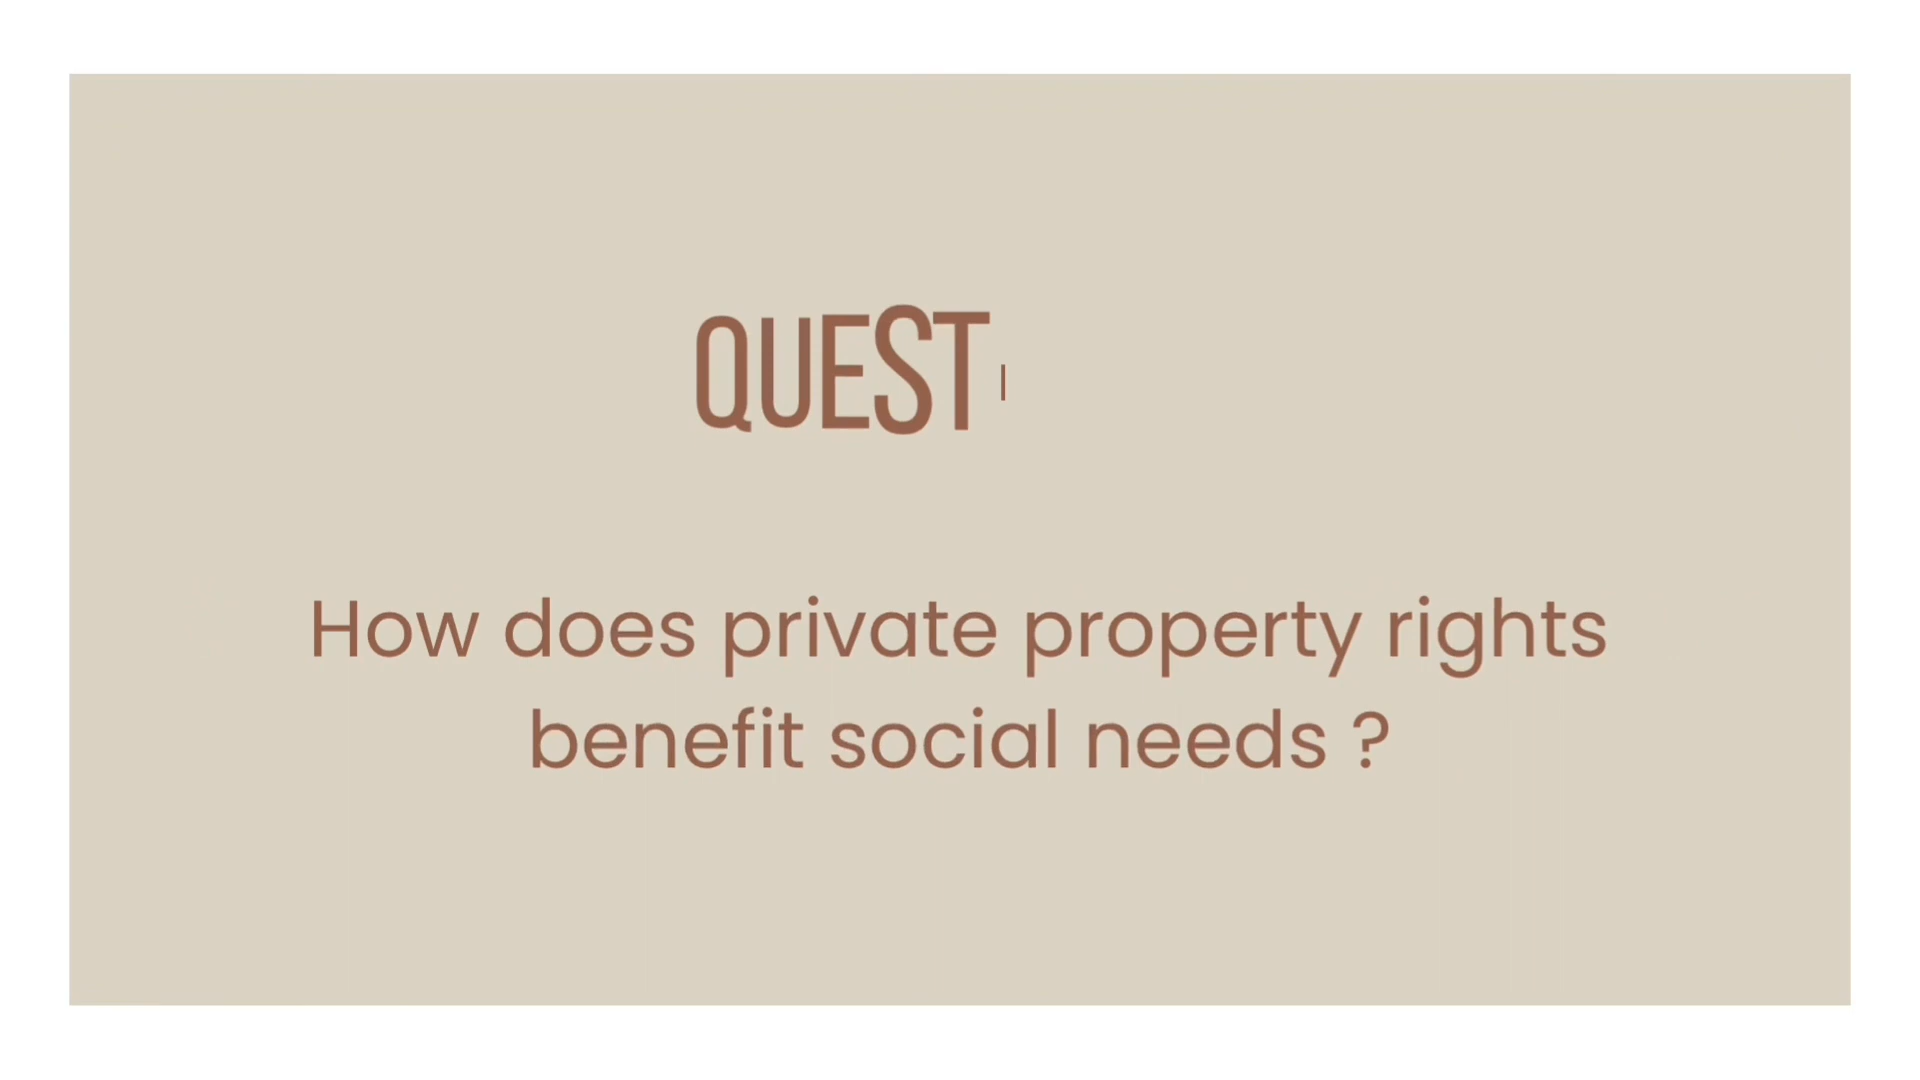 QUEST
How does private property rights
benefit social needs ?